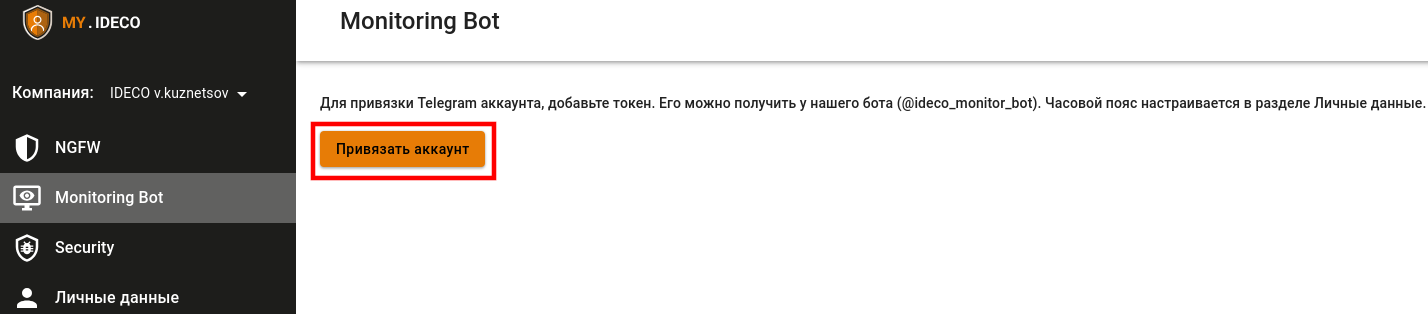 MY.IDECO
Monitoring Bot
Компания: IDECO v.kuznetsov
NGFW
Monitoring Bot
Security
Личные данные
Для привязки Telegram аккаунта, добавьте токен. Его можно получить у нашего бота (@ideco_monitor_bot). Часовой пояс настраивается в разделе Личные данные.
Привязать аккаунт